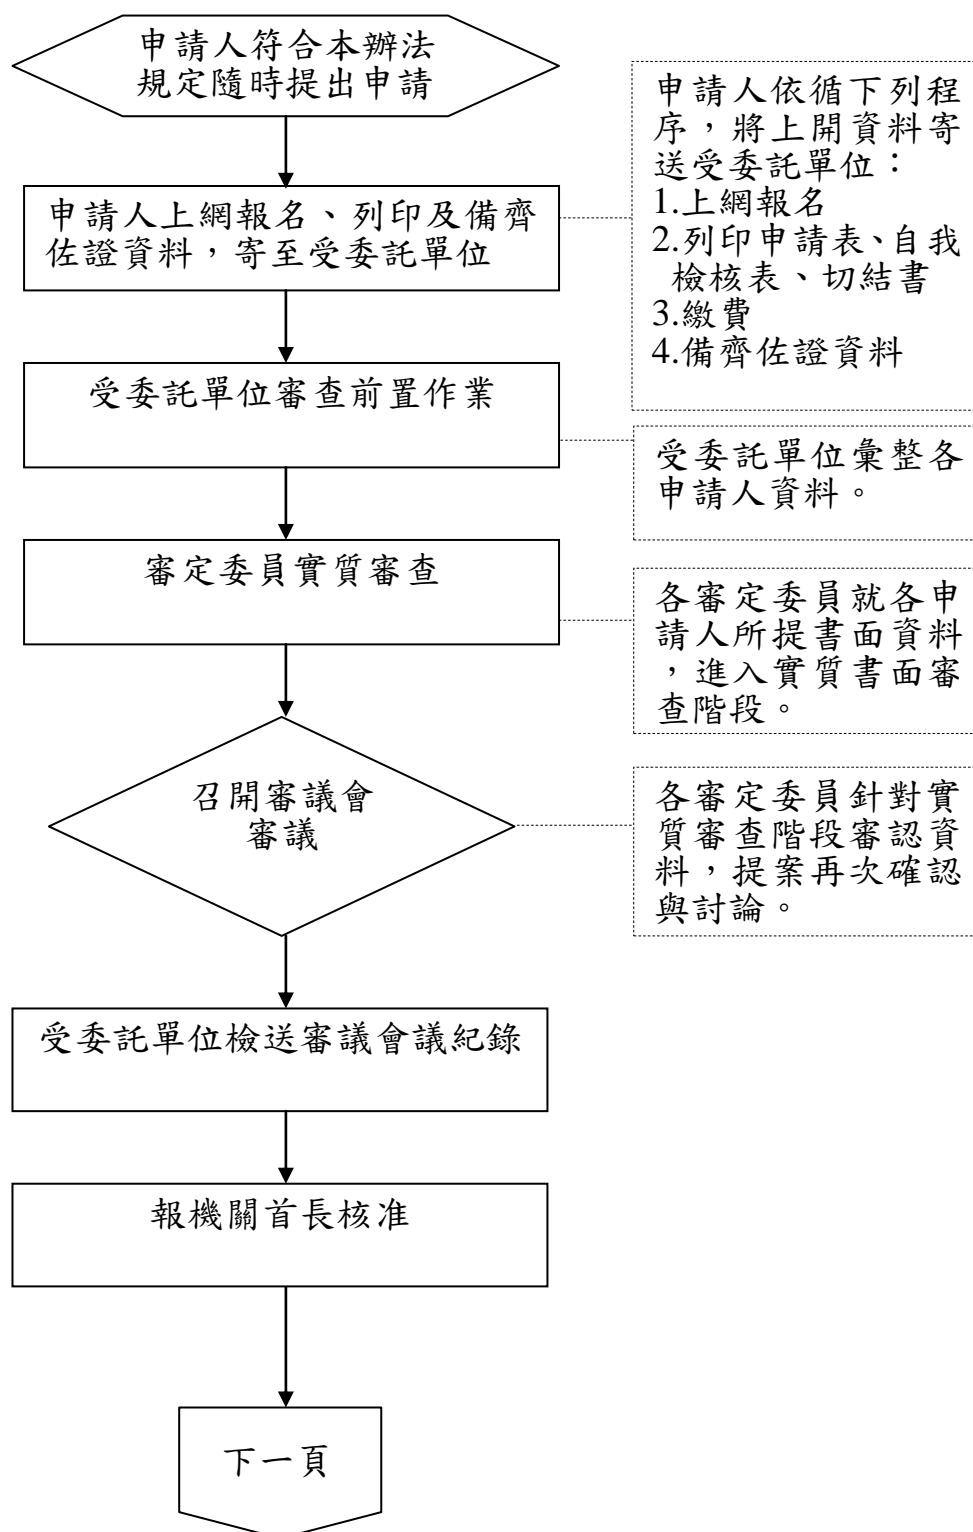 申請人符合本辦法
規定隨時提出申請
申請人上網報名、列印及備齊
佐證資料，寄至受委託單位
申請人依循下列程
序，將上開資料寄
送受委託單位：
1.上網報名
2.列印申請表、自我
檢核表、切結書
3.繳費
4.備齊佐證資料
受委託單位審查前置作業
受委託單位彙整各
申請人資料。
審定委員實質審查
各審定委員就各申
請人所提書面資料
，進入實質書面審
查階段。
召開審議會
審議
各審定委員針對實
質審查階段審認資
料，提案再次確認
與討論。
受委託單位檢送審議會議紀錄
報機關首長核准
下一頁